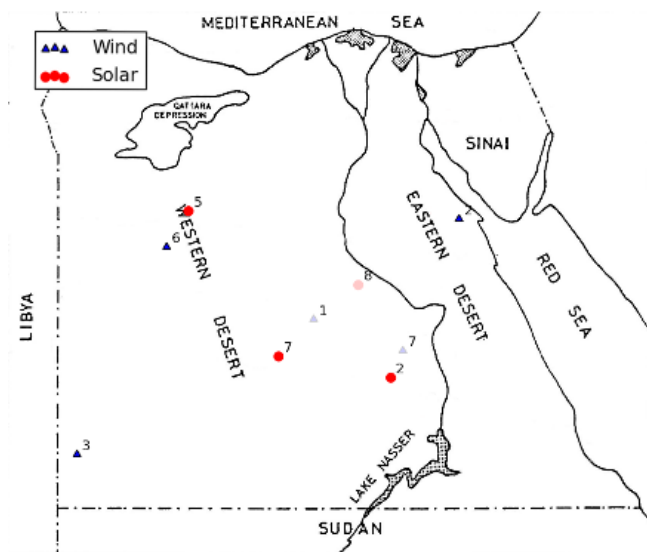 MEDITERRANEAN SEA
Wind
Solar
QATTARA
DEPRESSION
SINAI
5
WESTERN
DESERT
6
2
EASTERN
DESERT
RED
SEA
8
1
LIBYA
7
7
2
3
LAKE NASSER
SUDAN